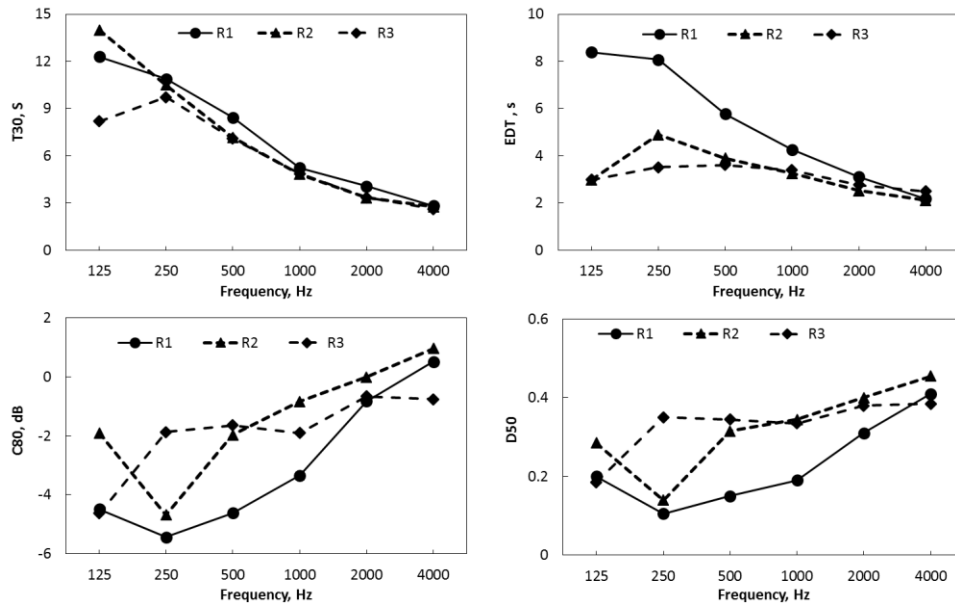 15
12
9
6
3
0
T30, S
R1 R2 R3
125 250 500 1000 2000 4000
Frequency, Hz
10
8
6
4
2
0
EDT , s
R1 R2 R3
125 250 500 1000 2000 4000
Frequency, Hz
2
0
-2
-4
-6
C80, dB
R1 R2 R3
125 250 500 1000 2000 4000
Frequency, Hz
0.6
0.4
0.2
0
D50
R1 R2 R3
125 250 500 1000 2000 4000
Frequency, Hz